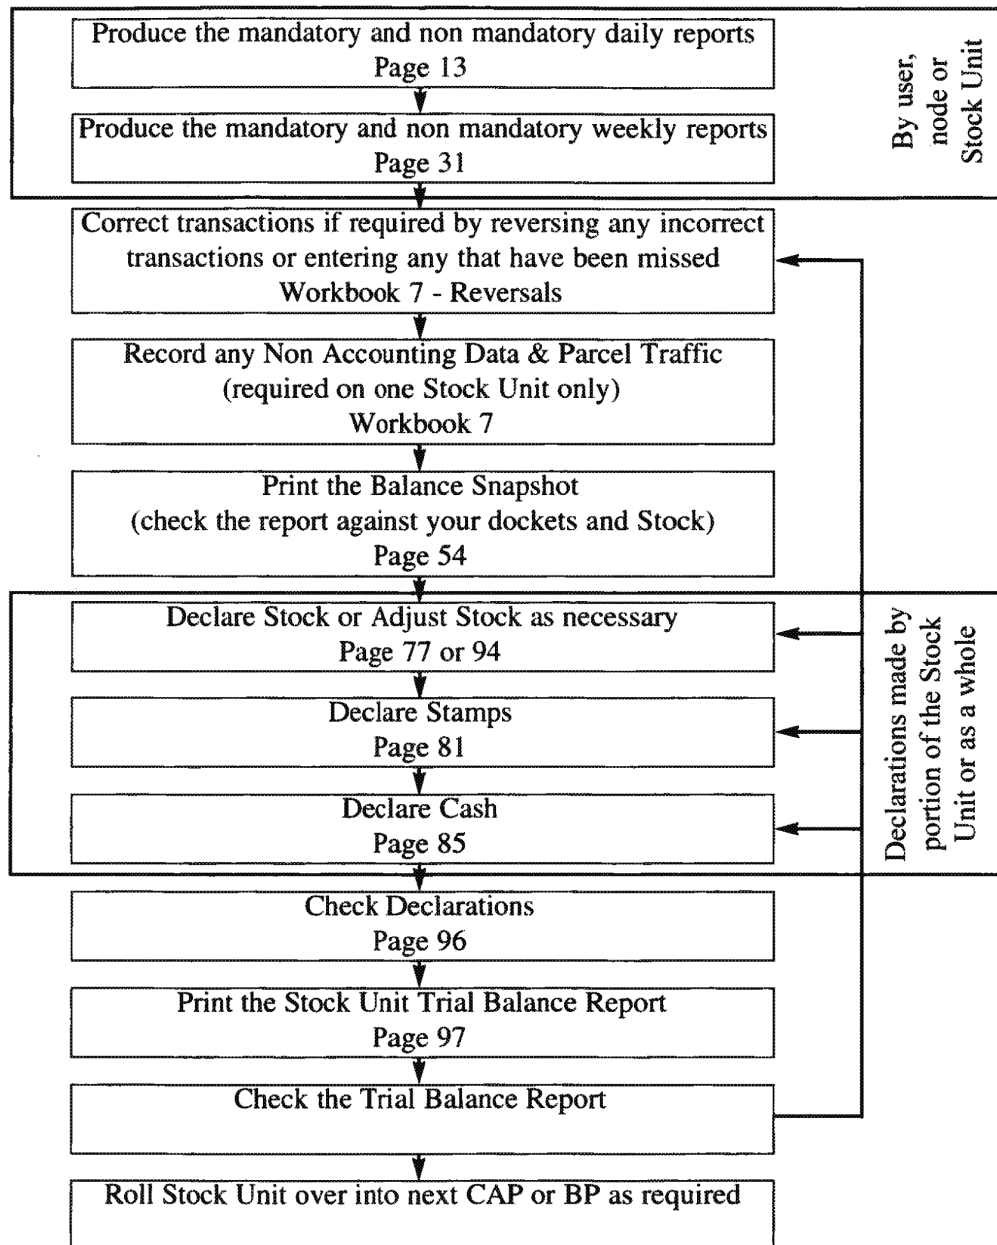 Produce the mandatory and non mandatory daily reports
Page 13
Produce the mandatory and non mandatory weekly reports
Page 31
By user,
node or
Stock Unit
Correct transactions if required by reversing any incorrect
transactions or entering any that have been missed
Workbook 7 - Reversals
Record any Non Accounting Data & Parcel Traffic
(required on one Stock Unit only)
Workbook 7
Print the Balance Snapshot
(check the report against your dockets and Stock)
Page 54
Declare Stock or Adjust Stock as necessary
Page 77 or 94
Declare Stamps
Page 81
Declare Cash
Page 85
Declarations made by
portion of the Stock
Unit or as a whole
Check Declarations
Page 96
Print the Stock Unit Trial Balance Report
Page 97
Check the Trial Balance Report
Roll Stock Unit over into next CAP or BP as required